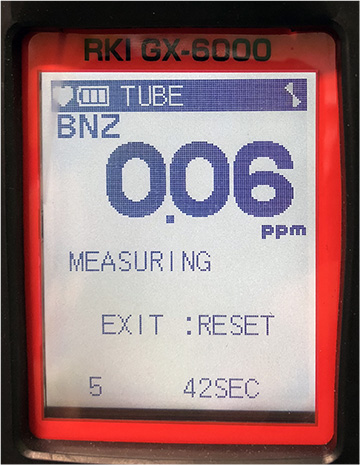 RKI GX-6000
TUBE
BNZ
0.06
ppm
MEASURING
EXIT :RESET
5 42SEC